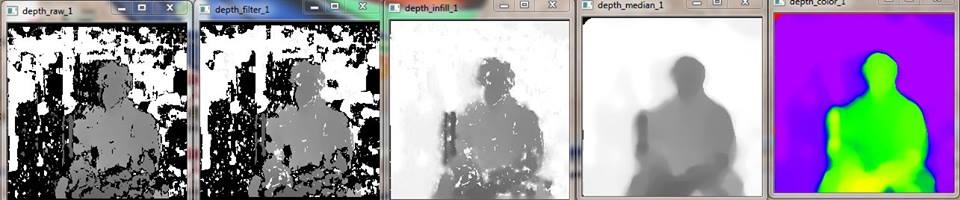 depth_raw_1
depth_filter_1
depth_infill_1
depth_median_1
depth_color_1